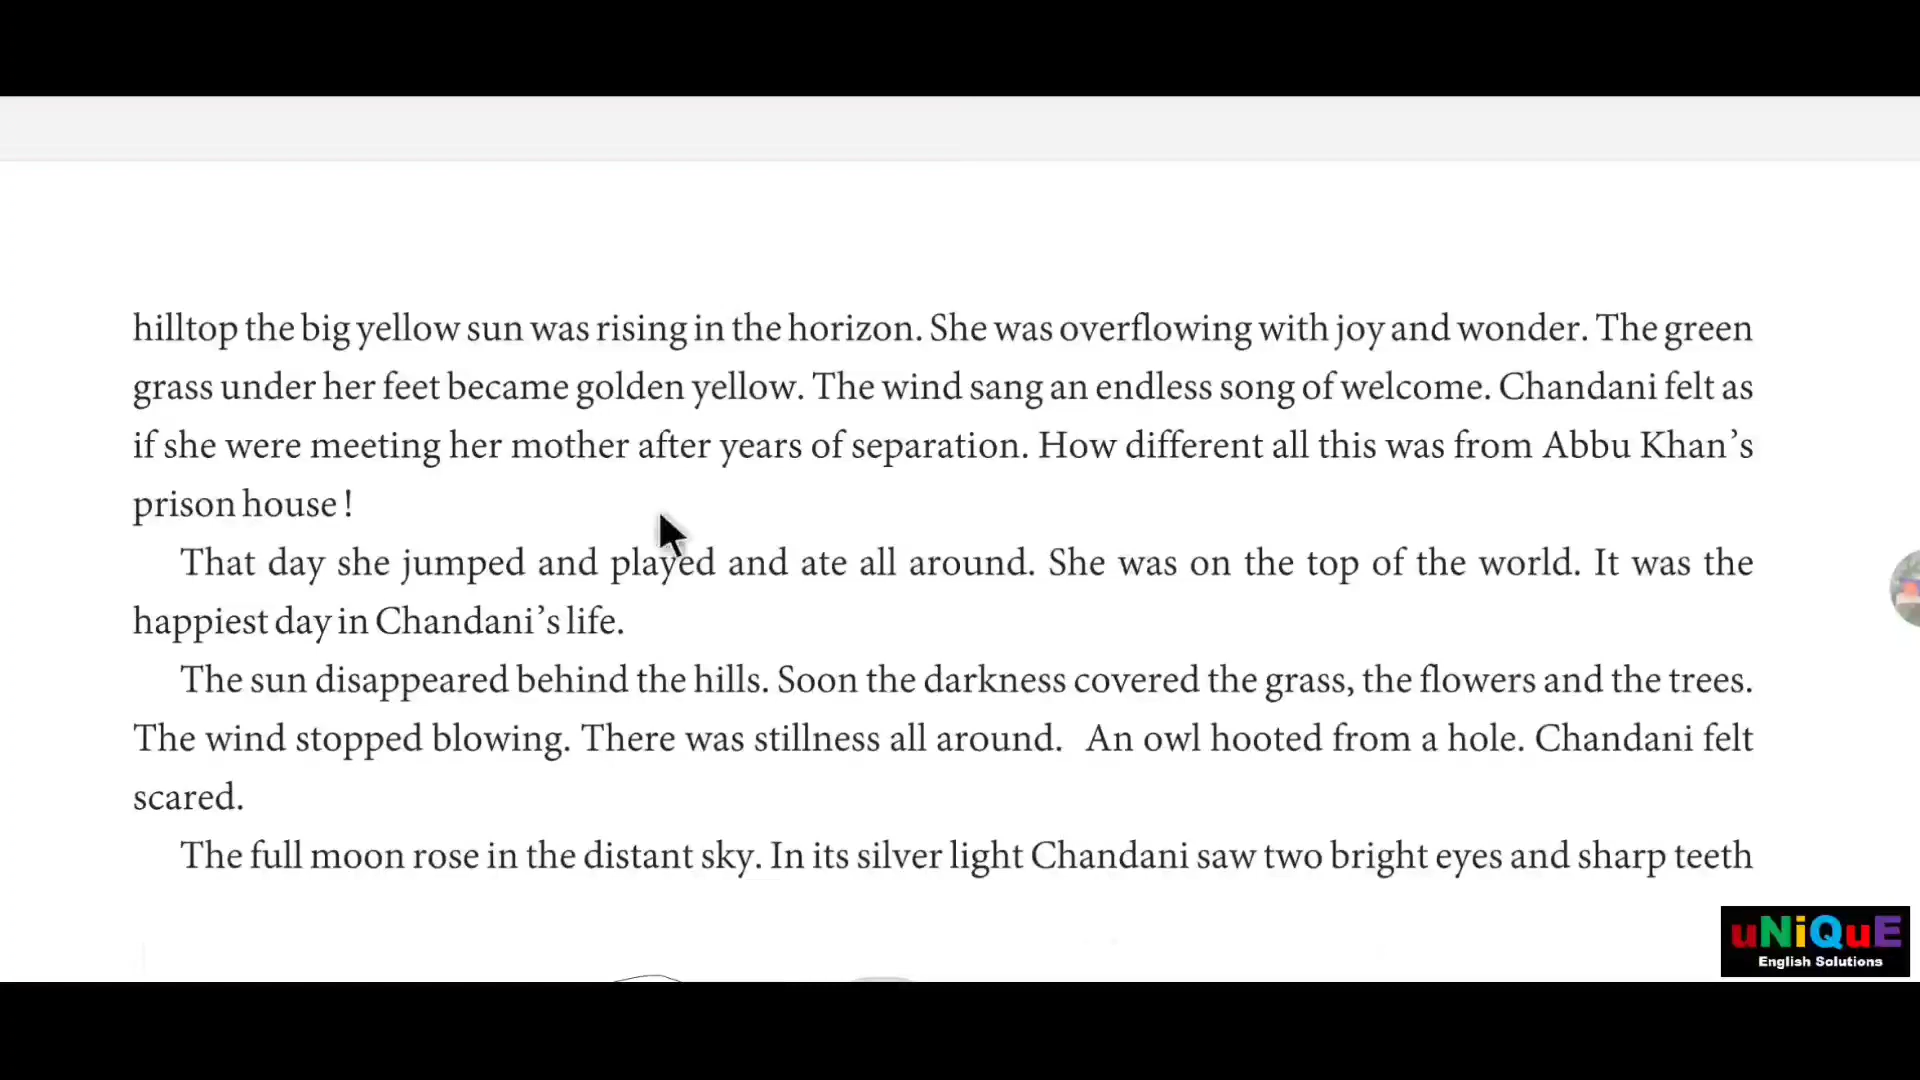 hilltop the big yellow sun was rising in the horizon. She was overflowing with joy and wonder. The green
grass under her feet became golden yellow. The wind sang an endless song of welcome. Chandani felt as
if she were meeting her mother after years of separation. How different all this was from Abbu Khan’s
prison house !
That day she jumped and played and ate all around. She was on the top of the world. It was the
happiest day in Chandani’s life.
The sun disappeared behind the hills. Soon the darkness covered the grass, the flowers and the trees.
The wind stopped blowing. There was stillness all around. An owl hooted from a hole. Chandani felt
scared.
The full moon rose in the distant sky. In its silver light Chandani saw two bright eyes and sharp teeth
uNiQuE
English Solutions